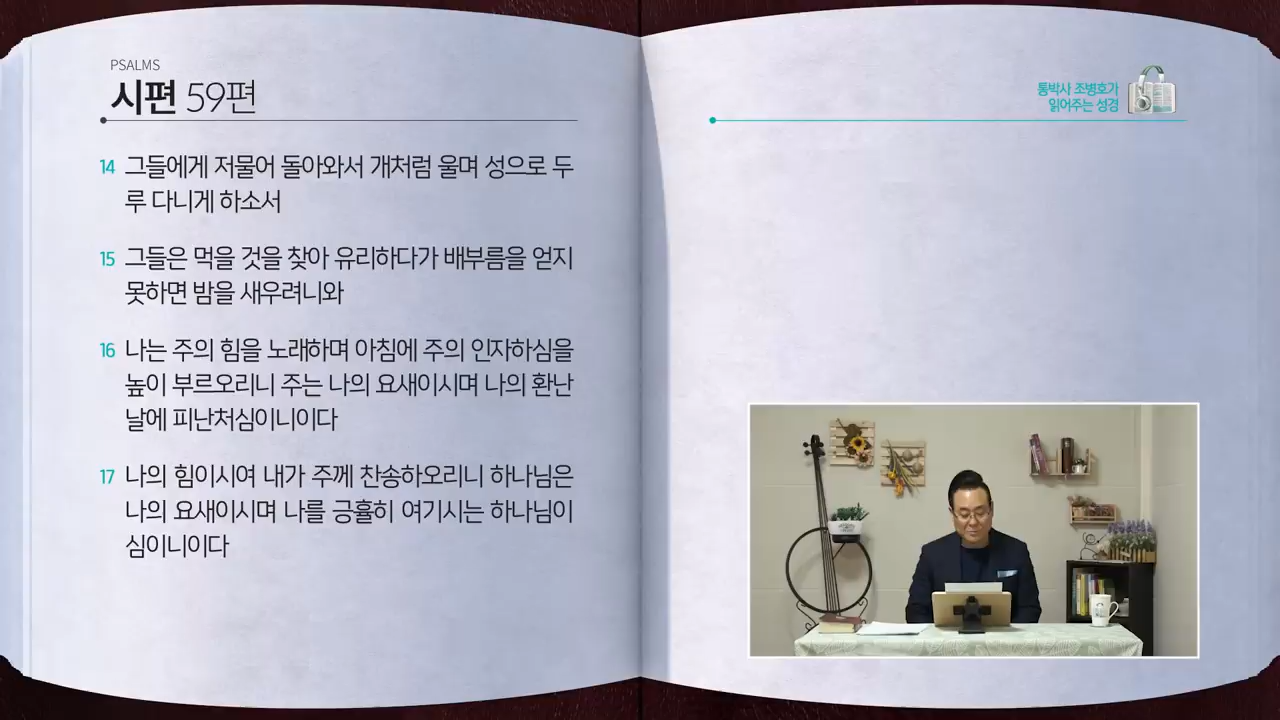 PSALMS
시편 59편
14 그들에게 저물어 돌아와서 개처럼 울며 성으로 두
루 다니게 하소서
15 그들은 먹을 것을 찾아 유리하다가 배부름을 얻지
못하면 밤을 새우려니와
16 나는 주의 힘을 노래하며 아침에 주의 인자하심을
높이 부르오리니 주는 나의 요새이시며 나의 환난
날에 피난처심이니이다
17 나의 힘이시여 내가 주께 찬송하오리니 하나님은
나의 요새이시며 나를 긍휼히 여기시는 하나님이
심이니이다
통박사 조병호가
읽어주는 성경